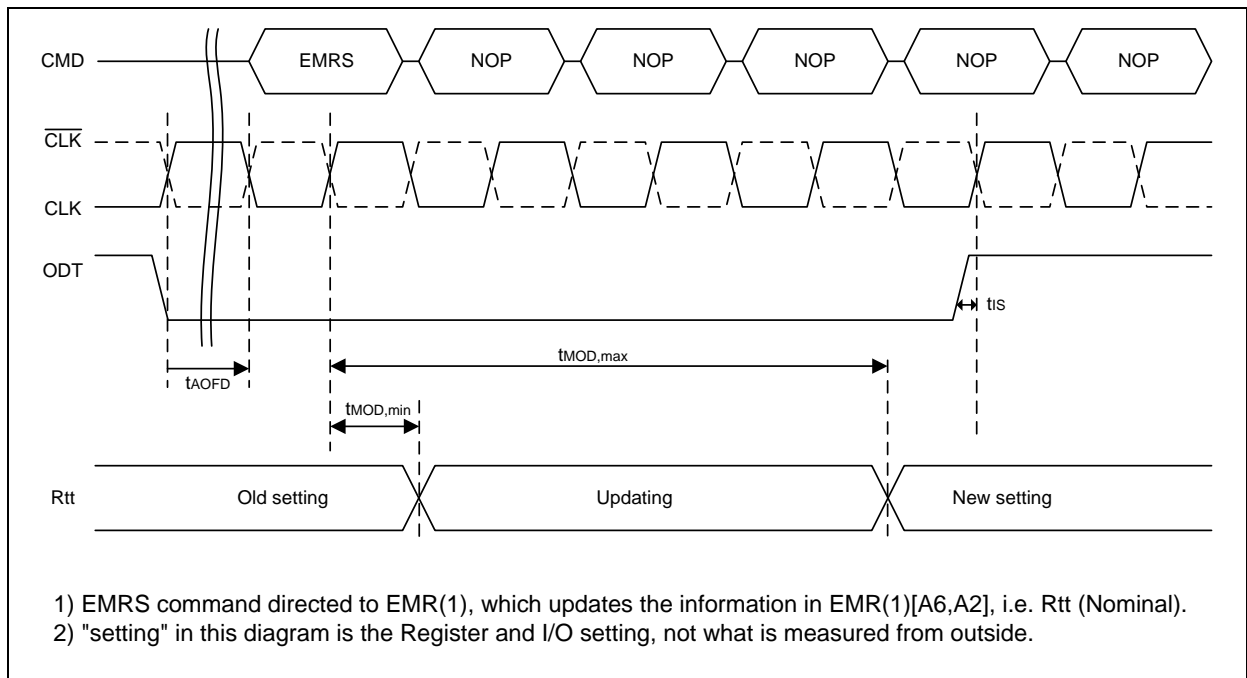 CMD EMRS NOP NOP NOP NOP NOP
CLK
CLK
ODT
tIS
tAOFD
tMOD,max
tMOD,min
Rtt Old setting Updating New setting
1) EMRS command directed to EMR(1), which updates the information in EMR(1)[A6,A2], i.e. Rtt (Nominal).
2) "setting" in this diagram is the Register and I/O setting, not what is measured from outside.